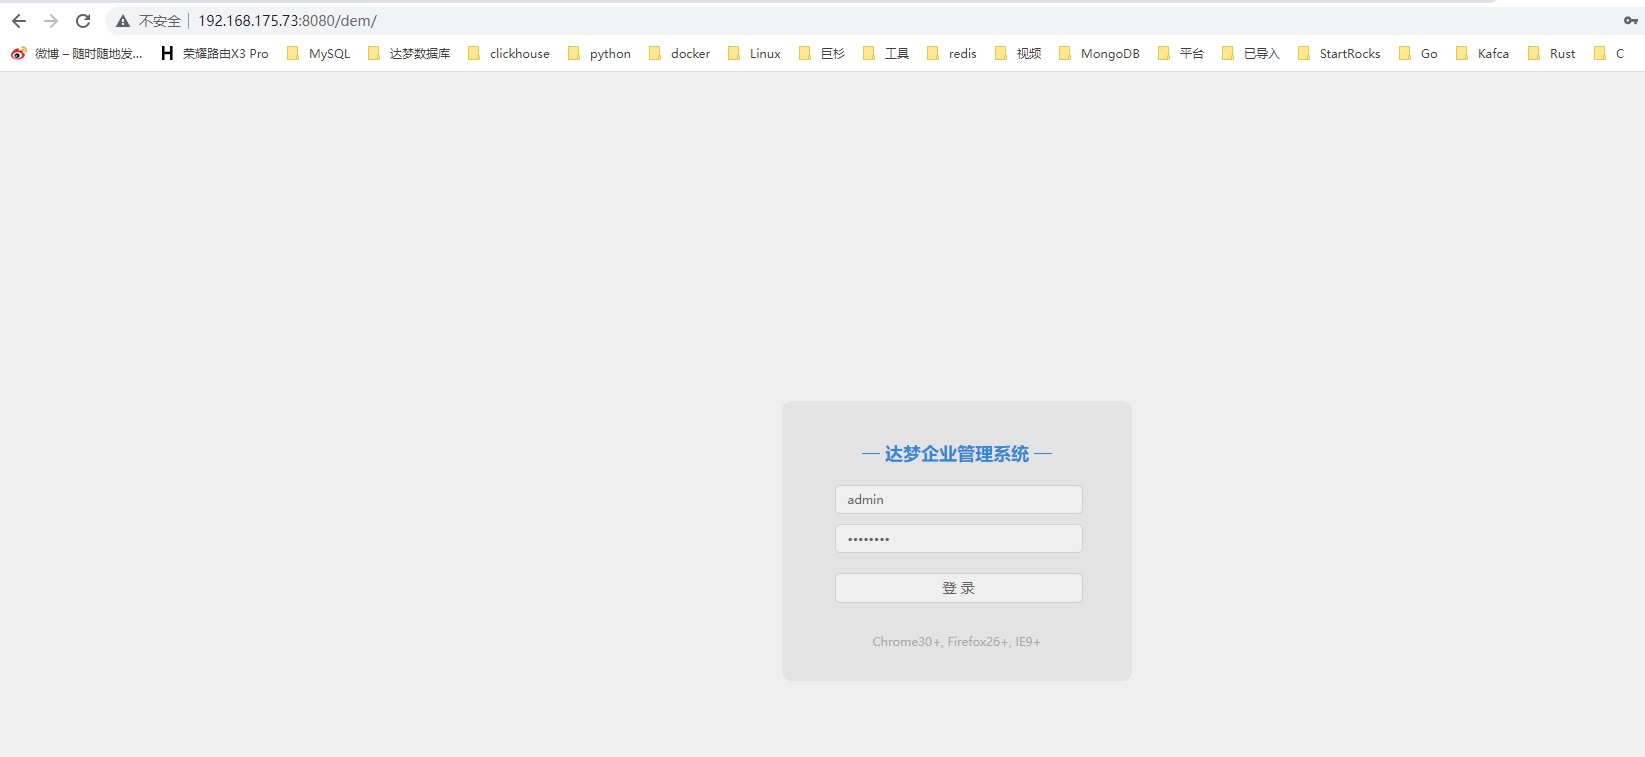 不安全 192.168.175.73:8080/dem/
微博 – 随时随地发... 荣耀路由X3 Pro MySQL 达梦数据库 clickhouse python docker Linux 巨杉 工具 redis 视频 MongoDB 平台 已导入 StartRocks Go Kafca Rust C
达梦企业管理系统
admin
••••••••
登 录
Chrome30+, Firefox26+, IE9+